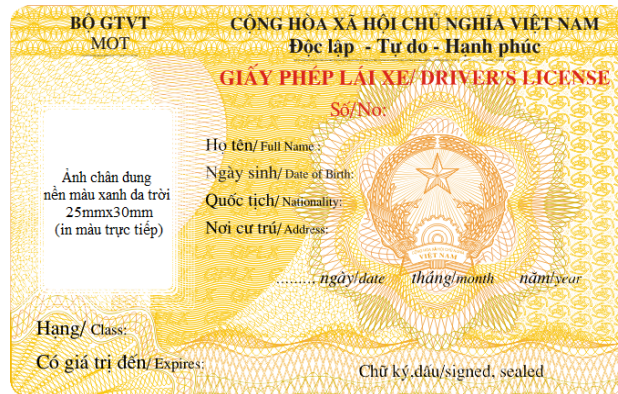 BỘ GTVT
MOT
CỘNG HÒA XÃ HỘI CHỦ NGHĨA VIỆT NAM
Độc lập - Tự do - Hạnh phúc
GIẤY PHÉP LÁI XE/ DRIVER'S LICENSE
Số/No:
Họ tên/ Full Name :
Ngày sinh/ Date of Birth:
Quốc tịch/ Nationality:
Nơi cư trú/ Address:
Ảnh chân dung
nền màu xanh da trời
25mmx30mm
(in màu trực tiếp)
VIỆT NAM
........, ngày/date tháng/month năm/year
Hạng/ Class:
Có giá trị đến/ Expires:
Chữ ký,dấu/signed, sealed